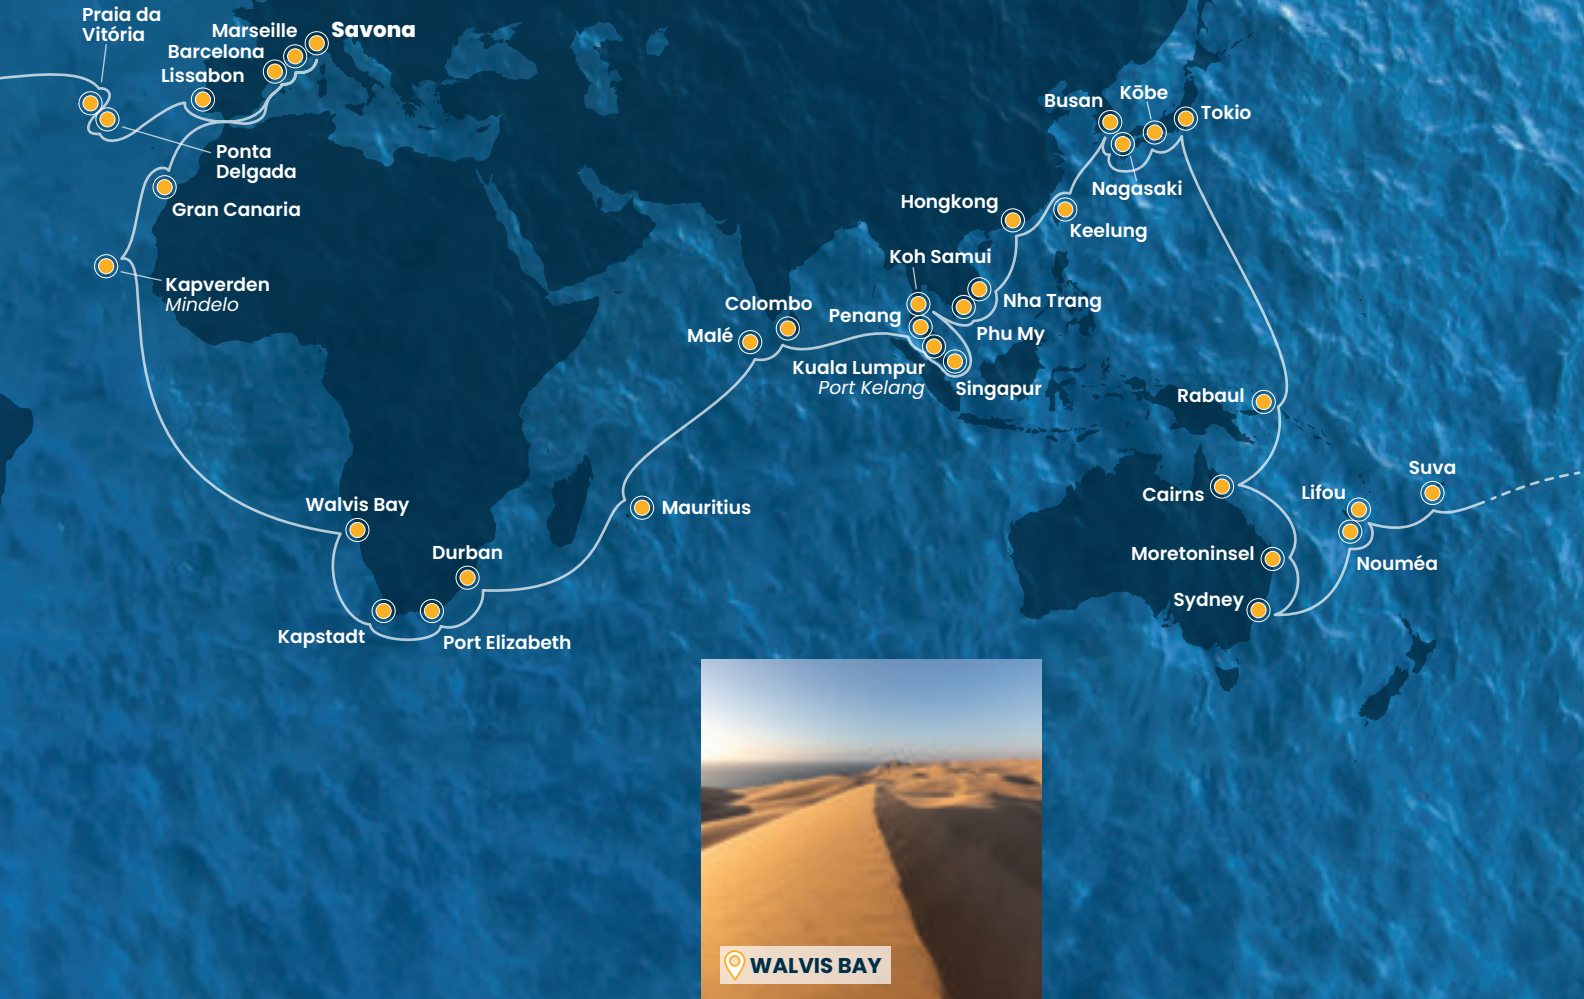 Praia da
Vitória
Marseille
Savona
Barcelona
Lissabon
Ponta
Delgada
Gran Canaria
Kapverden
Mindelo
Busan
Kōbe
Tokio
Nagasaki
Hongkong
Keelung
Koh Samui
Nha Trang
Colombo
Penang
Malé
Phu My
Kuala Lumpur
Port Kelang
Singapur
Rabaul
Suva
Cairns
Lifou
Walvis Bay
Mauritius
Durban
Moretoninsel
Nouméa
Sydney
Kapstadt
Port Elizabeth
WALVIS BAY